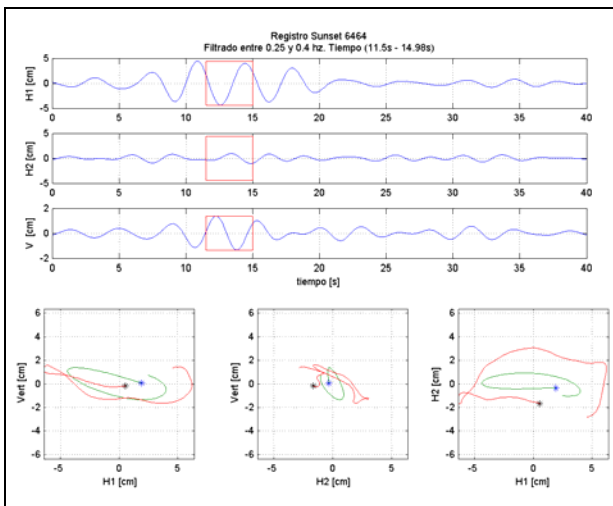 Registro Sunset 6464
Filtrado entre 0.25 y 0.4 hz. Tiempo (11.5s - 14.98s)
H1 [cm]
5
0
-5
0 5 10 15 20 25 30 35 40
H2 [cm]
5
0
-5
0 5 10 15 20 25 30 35 40
V [cm]
2
0
-2
0 5 10 15 20 25 30 35 40
tiempo [s]
Vert [cm]
6
4
2
0
-2
-4
-6
-5 0 5
H1 [cm]
Vert [cm]
6
4
2
0
-2
-4
-6
-5 0 5
H2 [cm]
H2 [cm]
6
4
2
0
-2
-4
-6
-5 0 5
H1 [cm]